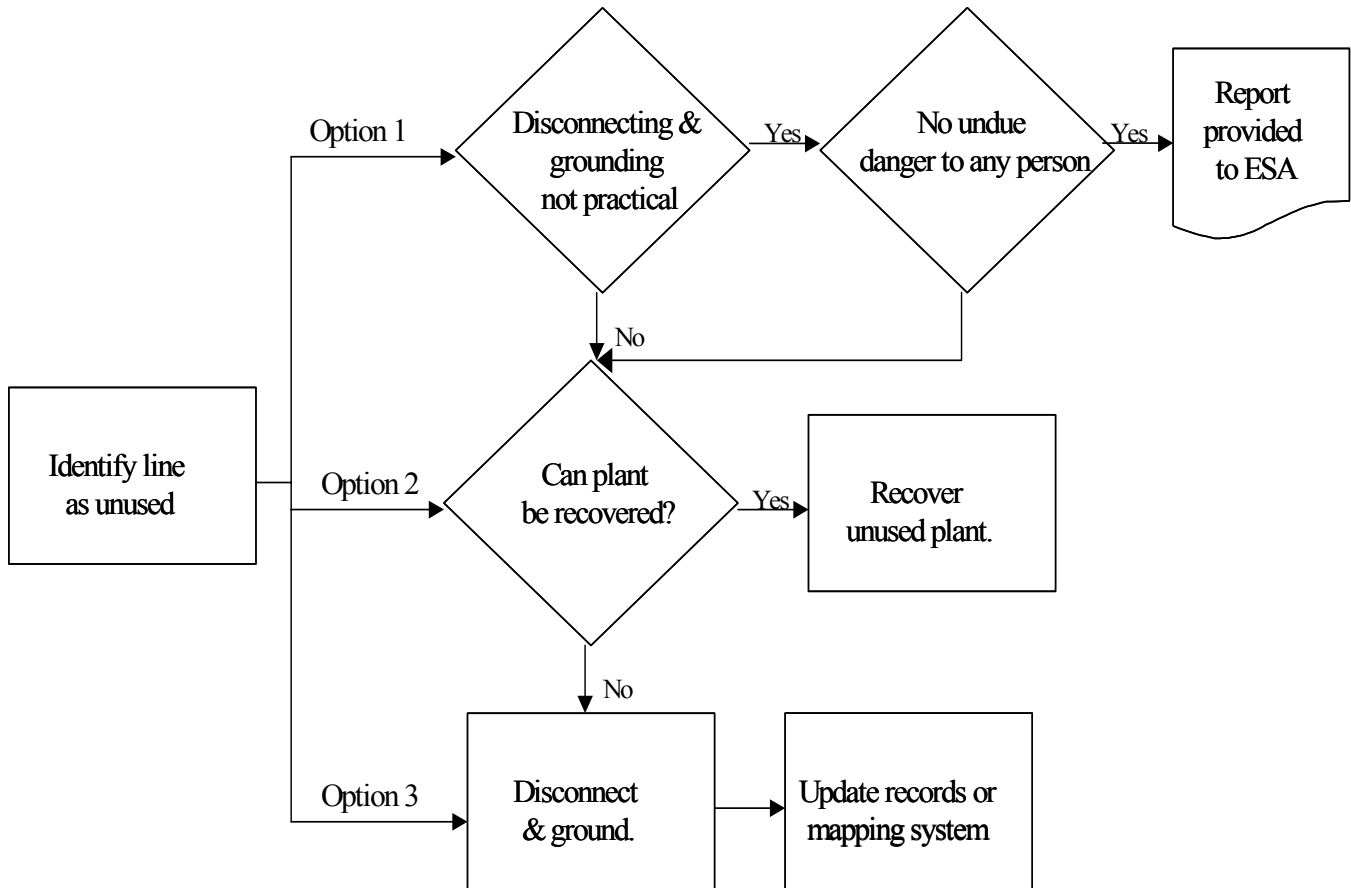 Option 1
Disconnecting &
grounding
not practical
Yes
No undue
danger to any person
Yes
Report
provided
to ESA
No
Identify line
as unused
Option 2
Can plant
be recovered?
Yes
Recover
unused plant.
No
Option 3
Disconnect
& ground.
Update records or
mapping system